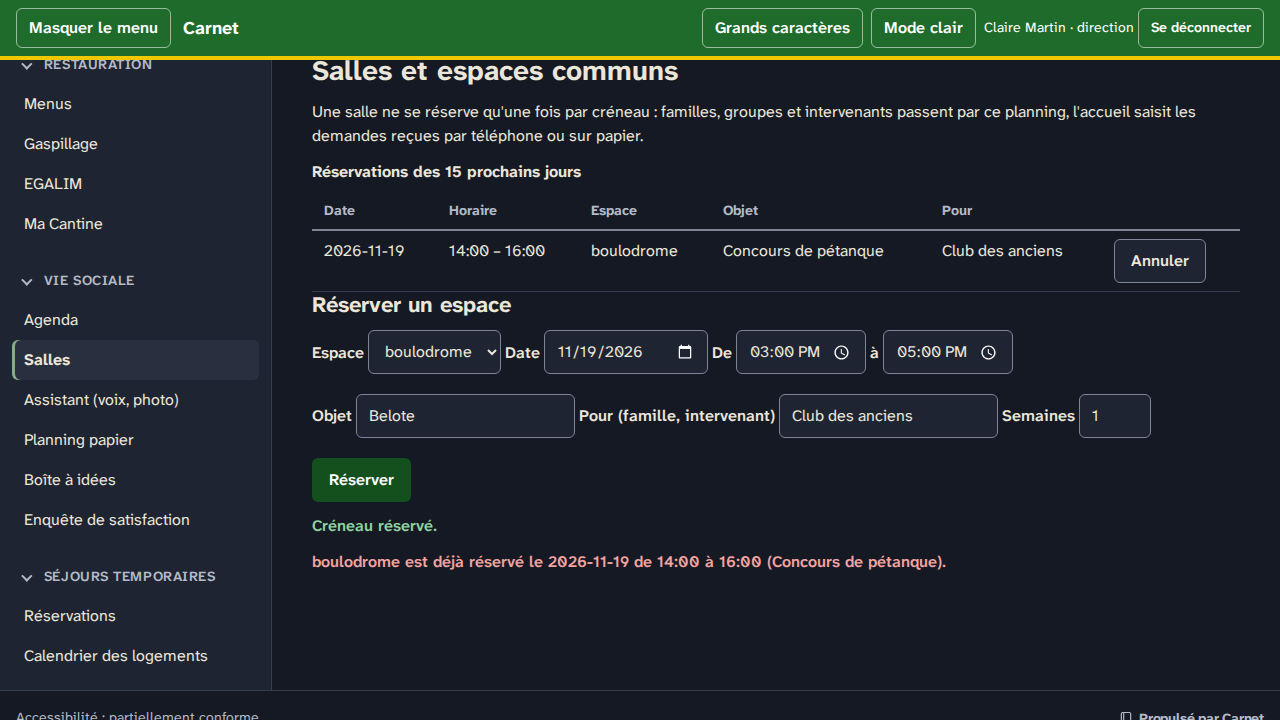 Masquer le menu Carnet Grands caractères Mode clair Claire Martin · direction Se déconnecter
RESTAURATION
Menus
Gaspillage
EGALIM
Ma Cantine
VIE SOCIALE
Agenda
Salles
Assistant (voix, photo)
Planning papier
Boîte à idées
Enquête de satisfaction
SÉJOURS TEMPORAIRES
Réservations
Calendrier des logements
Salles et espaces communs
Une salle ne se réserve qu'une fois par créneau : familles, groupes et intervenants passent par ce planning, l'accueil saisit les
demandes reçues par téléphone ou sur papier.
Réservations des 15 prochains jours
Date Horaire Espace Objet Pour
2026-11-19 14:00 – 16:00 boulodrome Concours de pétanque Club des anciens Annuler
Réserver un espace
Espace boulodrome Date 11/19/2026 De 03:00 PM à 05:00 PM
Objet Belote Pour (famille, intervenant) Club des anciens Semaines 1
Réserver
Créneau réservé.
boulodrome est déjà réservé le 2026-11-19 de 14:00 à 16:00 (Concours de pétanque).
Accessibilité : partiellement conforme Propulsé par Carnet